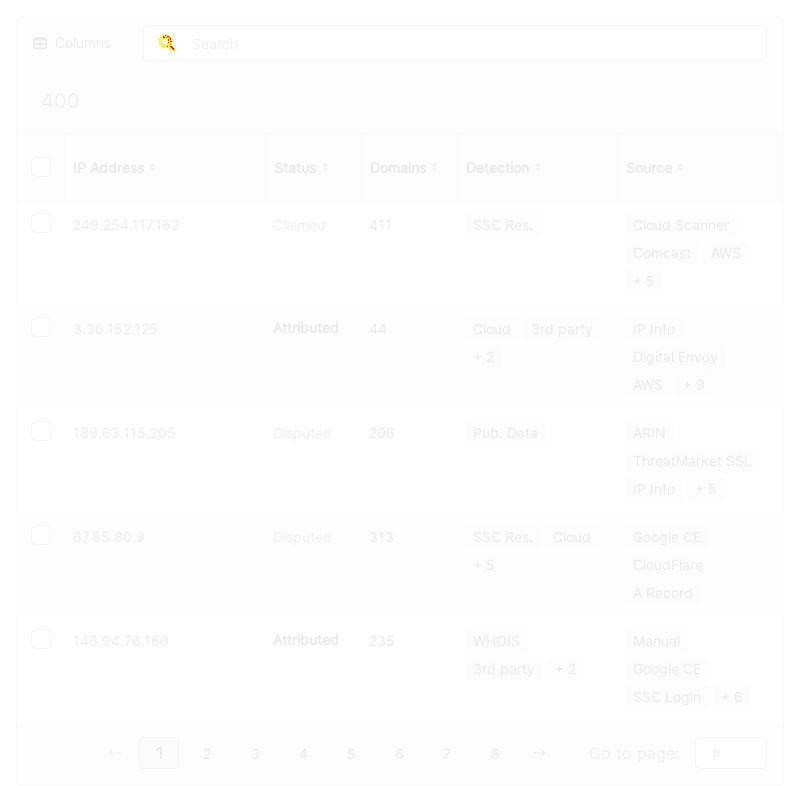 Columns Search
400
IP Address Status Domains Detection Source
249.254.117.162 Claimed 411 SSC Res. Cloud Scanner
Comcast AWS
+ 5
3.30.152.125 Attributed 44 Cloud 3rd party IP Info
+ 2 Digital Envoy
AWS + 9
189.63.115.205 Disputed 206 Pub. Data ARIN
ThreatMarket SSL
IP Info + 5
67.85.80.9 Disputed 313 SSC Res. Cloud Google CE
+ 5 CloudFlare
A Record
146.94.76.160 Attributed 235 WHOIS Manual
3rd party + 2 Google CE
SSC Login + 6
← 1 2 3 4 5 6 7 8 → Go to page: #